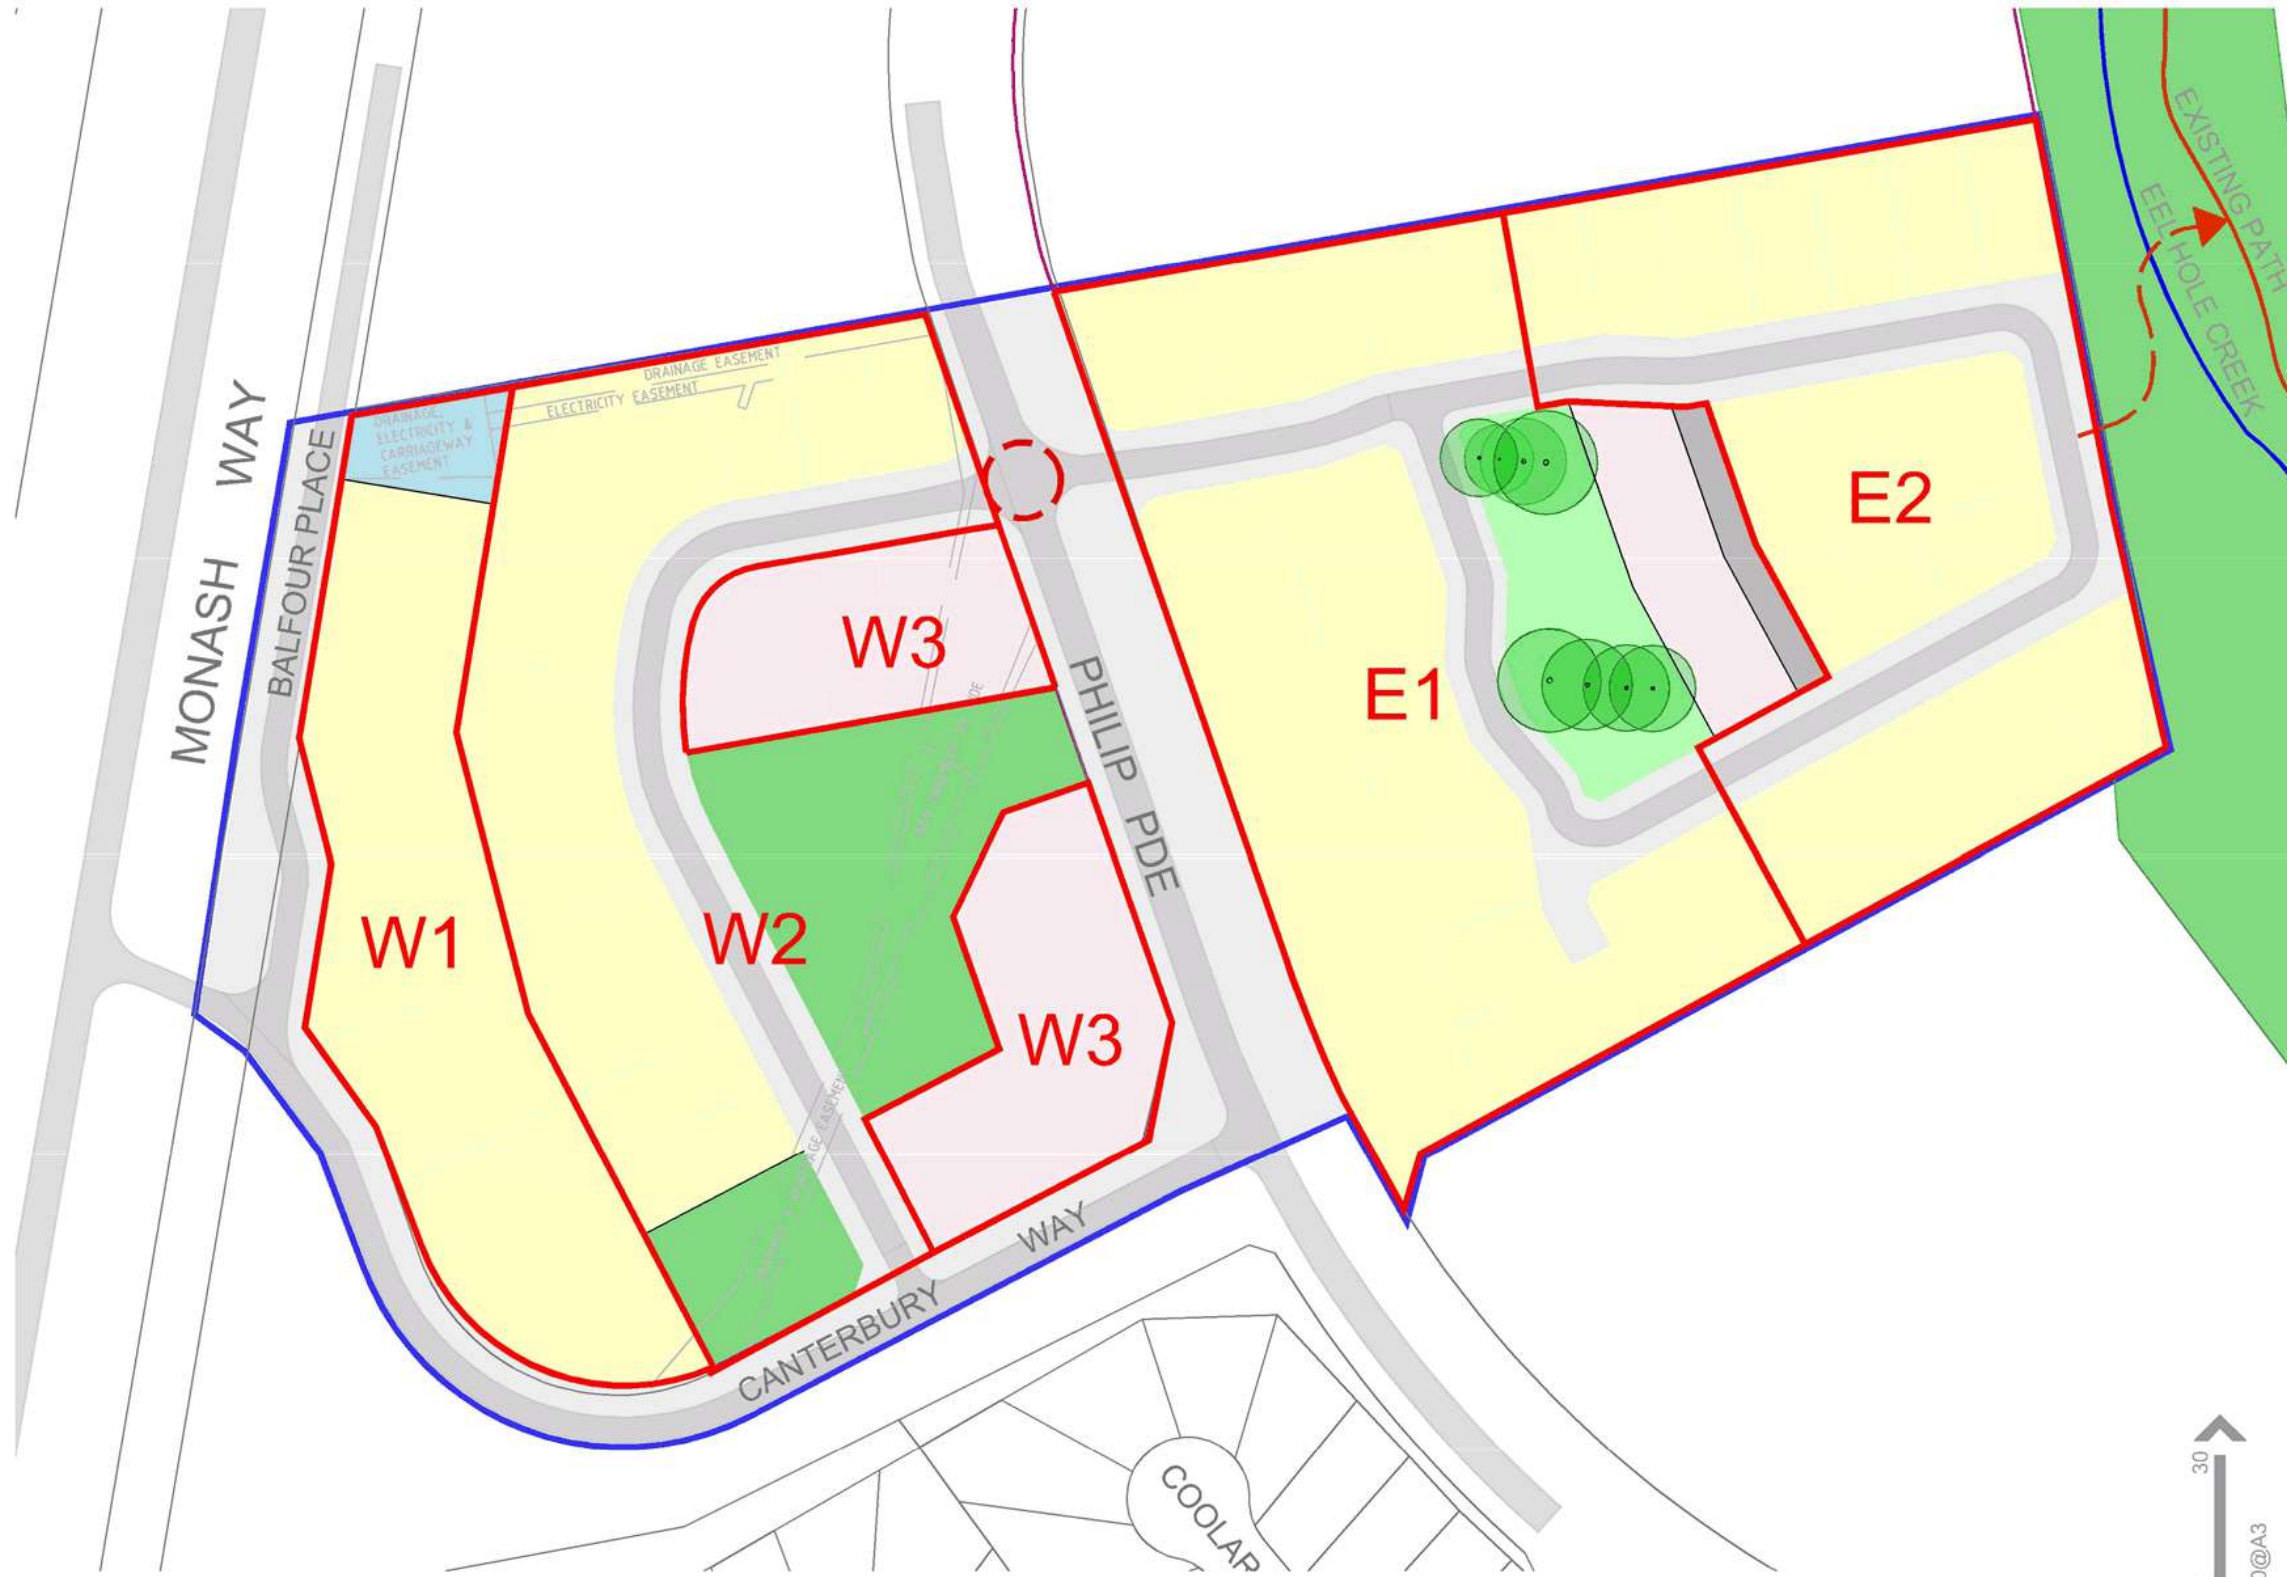 MONASH WAY
BALFOUR PLACE
DRAINAGE,
ELECTRICITY &
CARRIAGEWAY
EASEMENT
DRAINAGE EASEMENT
ELECTRICITY EASEMENT
EXISTING PATH
EEL HOLE CREEK
W3
E2
E1
PHILIP PDE
W1
W2
W3
CANTERBURY WAY
COOLAR
30
@A3